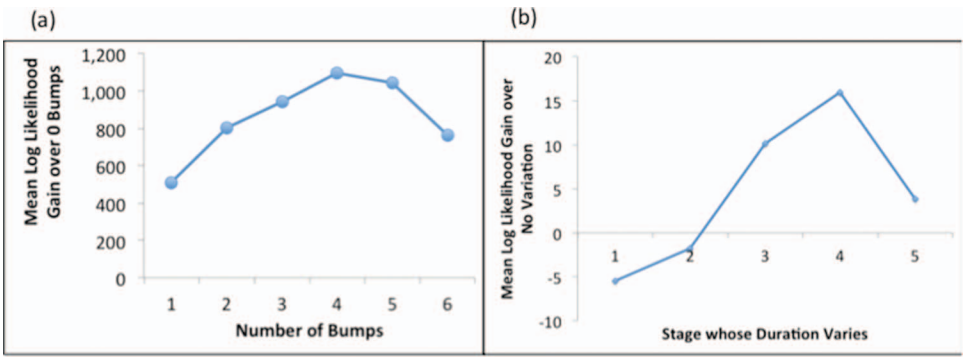 (a)
Mean Log Likelihood
Gain over 0 Bumps
1,200
1,000
800
600
400
200
0
1 2 3 4 5 6
Number of Bumps
(b)
Mean Log Likelihood Gain over
No Variation
20
15
10
5
0
-5
-10
1 2 3 4 5
Stage whose Duration Varies